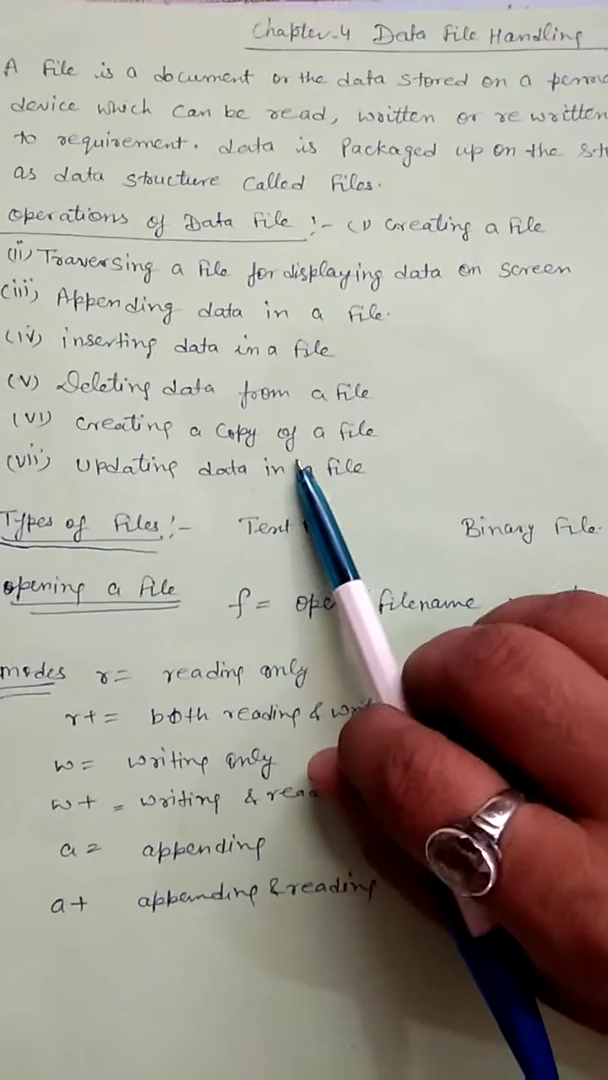 Chapter-4 Data File Handling
A file is a document or the data stored on a
device which can be read, written or re written
to requirement. data is Packaged up on the
as data structure called files.
operations of Data file :- (i) creating a file
(ii) Traversing a file for displaying data on screen
(iii) Appending data in a file.
(iv) inserting data in a file
(v) Deleting data from a file
(vi) creating a copy of a file
(vii) updating data in a file
Types of files :- Text Binary file.
opening a file f = filename
modes r = reading only
r+ = both reading &
w = writing only
w+ = writing &
a = appending
a+ appending & reading